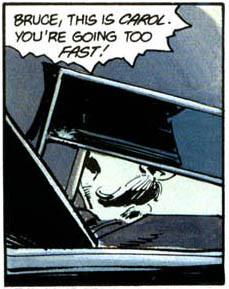 BRUCE, THIS IS CAROL.
YOU'RE GOING TOO
FAST!